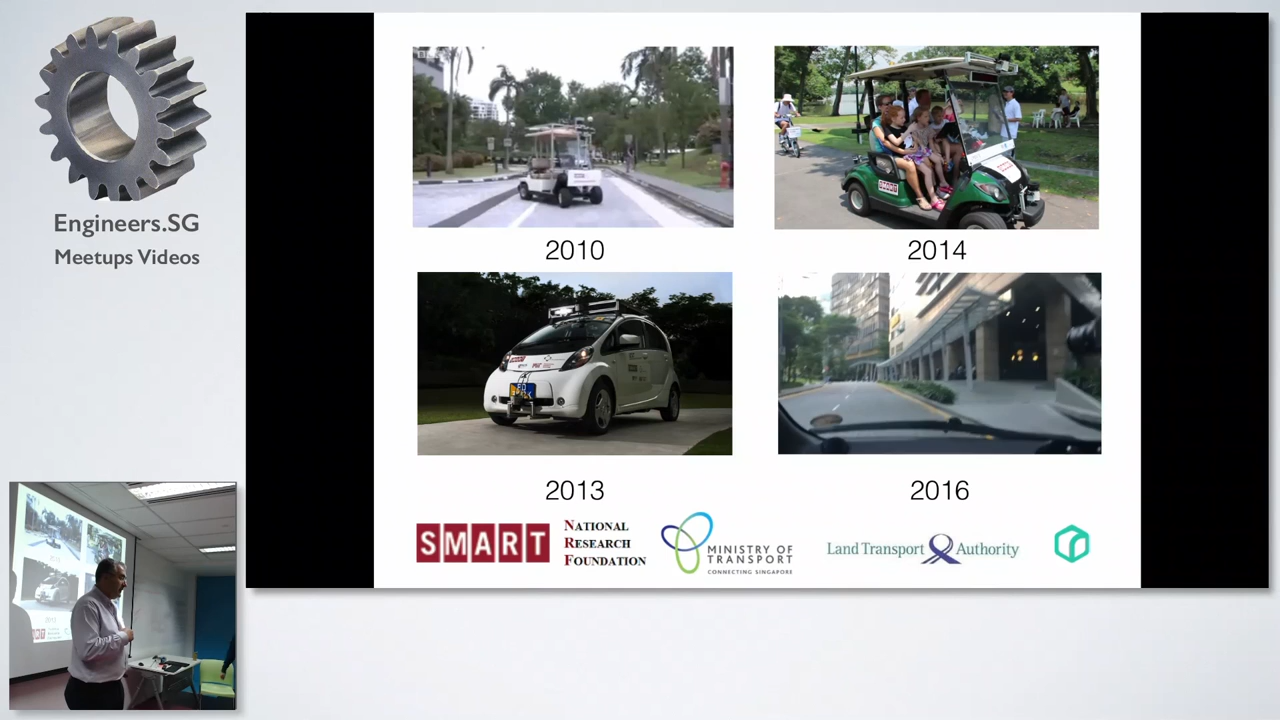 Engineers.SG
Meetups Videos
2010
2014
SMART
2013
2016
SMART
NATIONAL
RESEARCH
FOUNDATION
MINISTRY OF
TRANSPORT
CONNECTING SINGAPORE
Land Transport Authority